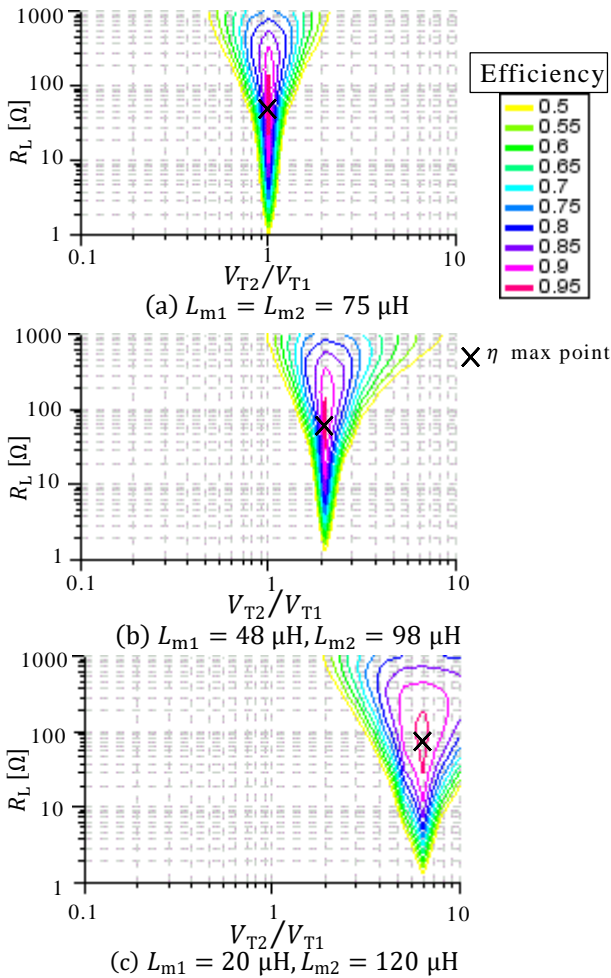 1000
100
10
1
R_L [Ω]
0.1
1
10
V_T2/V_T1
(a) L_m1 = L_m2 = 75 μH
Efficiency
0.5
0.55
0.6
0.65
0.7
0.75
0.8
0.85
0.9
0.95
1000
100
10
1
R_L [Ω]
0.1
1
10
V_T2/V_T1
(b) L_m1 = 48 μH, L_m2 = 98 μH
η max point
1000
100
10
1
R_L [Ω]
0.1
1
10
V_T2/V_T1
(c) L_m1 = 20 μH, L_m2 = 120 μH